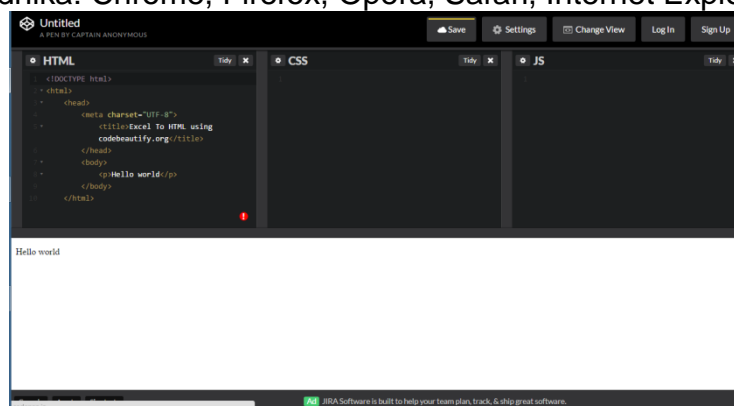 Chrome, Firefox, Opera, Safari, Internet
Untitled
A PEN BY CAPTAIN ANONYMOUS
Save
Settings
Change View
Log In
Sign Up
HTML
Tidy
CSS
Tidy
JS
Tidy
<!DOCTYPE html>
<html>
<head>
<meta charset="UTF-8">
<title>Excel To HTML using
codebeautify.org</title>
</head>
<body>
<p>Hello world</p>
</body>
</html>
Hello world
Ad JIRA Software is built to help your team plan, track, & ship great software.